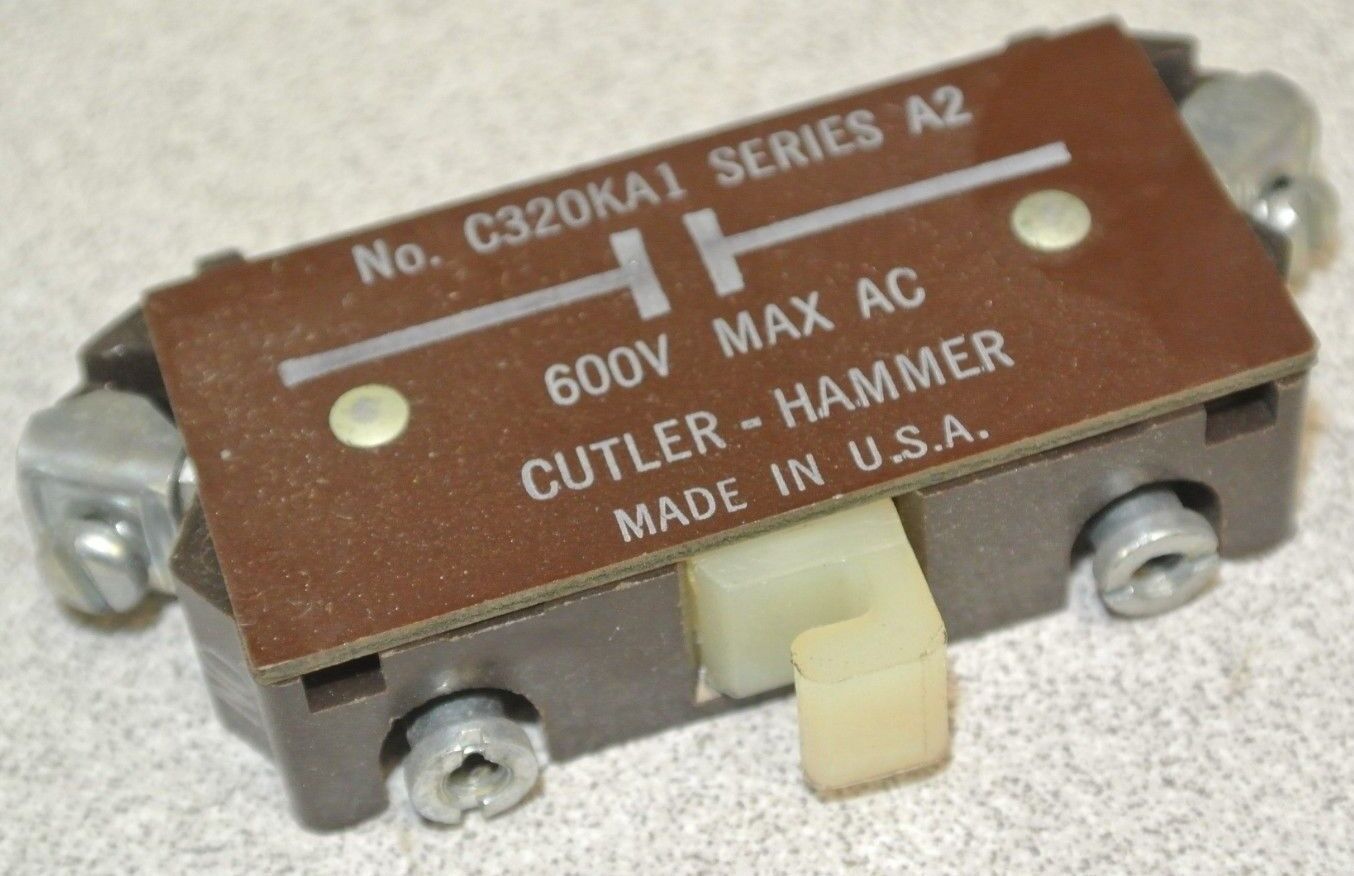 No. C320KA1 SERIES A2
600V MAX AC
CUTLER-HAMMER
MADE IN U.S.A.